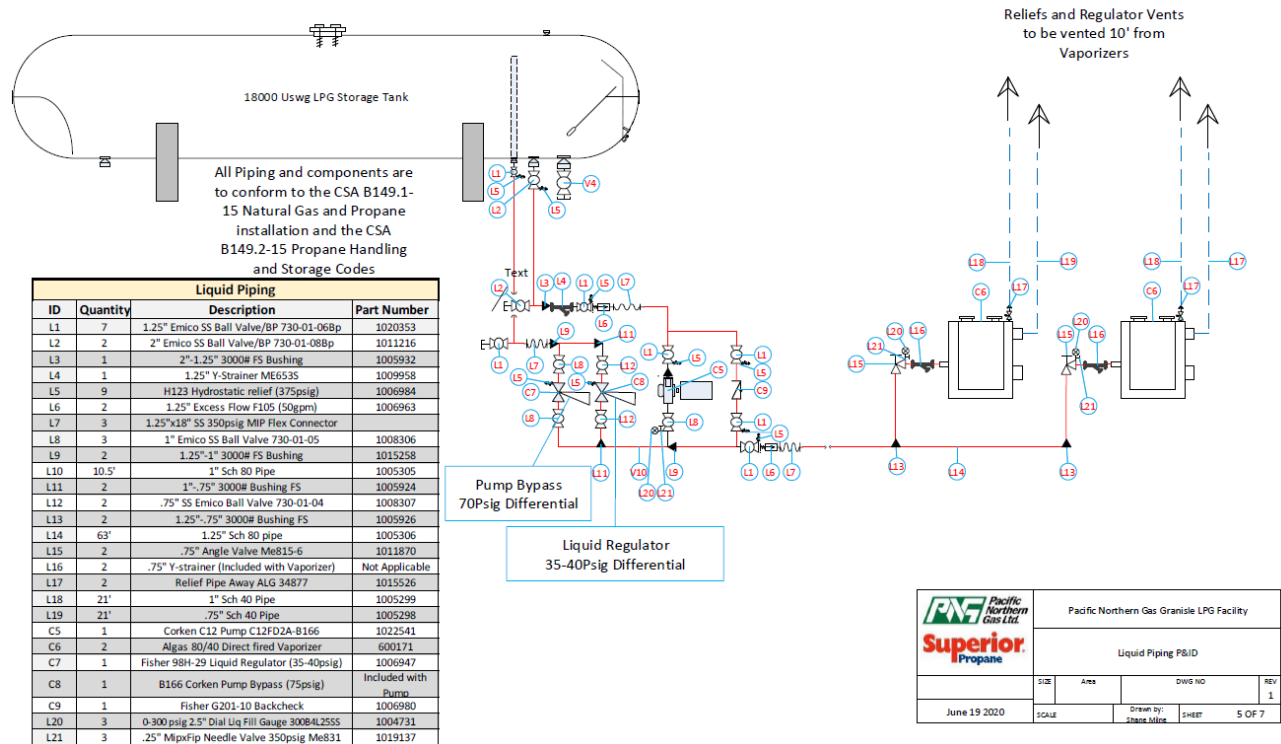 Reliefs and Regulator Vents
to be vented 10' from
Vaporizers
18000 Uswg LPG Storage Tank
All Piping and components are
to conform to the CSA B149.1-
15 Natural Gas and Propane
installation and the CSA
B149.2-15 Propane Handling
and Storage Codes
L1
L5
L2
L5
V4
Text
L2
L3
L4
L1
L5
L6
L7
L1
L7
L9
L11
L8
L12
L5
L5
C7
C8
L8
L12
L11
L1
L5
C5
L8
V10
L20
L21
L9
L1
L5
C9
L1
L5
L1
L6
L7
L18
L19
C6
L17
L20
L16
L21
L15
L13
L14
L18
L17
C6
L17
L15
L20
L16
L21
L13
Pump Bypass
70Psig Differential
Liquid Regulator
35-40Psig Differential
Liquid Piping
ID Quantity Description Part Number
L1 7 1.25" Emico SS Ball Valve/BP 730-01-06Bp 1020353
L2 2 2" Emico SS Ball Valve/BP 730-01-08Bp 1011216
L3 1 2"-1.25" 3000# FS Bushing 1005932
L4 1 1.25" Y-Strainer ME653S 1009958
L5 9 H123 Hydrostatic relief (375psig) 1006984
L6 2 1.25" Excess Flow F105 (50gpm) 1006963
L7 3 1.25"x18" SS 350psig MIP Flex Connector
L8 3 1" Emico SS Ball Valve 730-01-05 1008306
L9 2 1.25"-1" 3000# FS Bushing 1015258
L10 10.5' 1" Sch 80 Pipe 1005305
L11 2 1"-.75" 3000# Bushing FS 1005924
L12 2 .75" SS Emico Ball Valve 730-01-04 1008307
L13 2 1.25"-.75" 3000# Bushing FS 1005926
L14 63' 1.25" Sch 80 pipe 1005306
L15 2 .75" Angle Valve Me815-6 1011870
L16 2 .75" Y-strainer (Included with Vaporizer) Not Applicable
L17 2 Relief Pipe Away ALG 34877 1015526
L18 21' 1" Sch 40 Pipe 1005299
L19 21' .75" Sch 40 Pipe 1005298
C5 1 Corken C12 Pump C12FD2A-B166 1022541
C6 2 Algas 80/40 Direct fired Vaporizer 600171
C7 1 Fisher 98H-29 Liquid Regulator (35-40psig) 1006947
C8 1 B166 Corken Pump Bypass (75psig) Included with Pump
C9 1 Fisher G201-10 Backcheck 1006980
L20 3 0-300 psig 2.5" Dial Liq Fill Gauge 300B4L25SS 1004731
L21 3 .25" MipxFip Needle Valve 350psig Me831 1019137
PNG Pacific Northern Gas Ltd.
Superior Propane
Pacific Northern Gas Granisle LPG Facility
Liquid Piping P&ID
SIZE Area DWG NO REV
1
June 19 2020
SCALE Drawn by: Shane Milne SHEET 5 OF 7